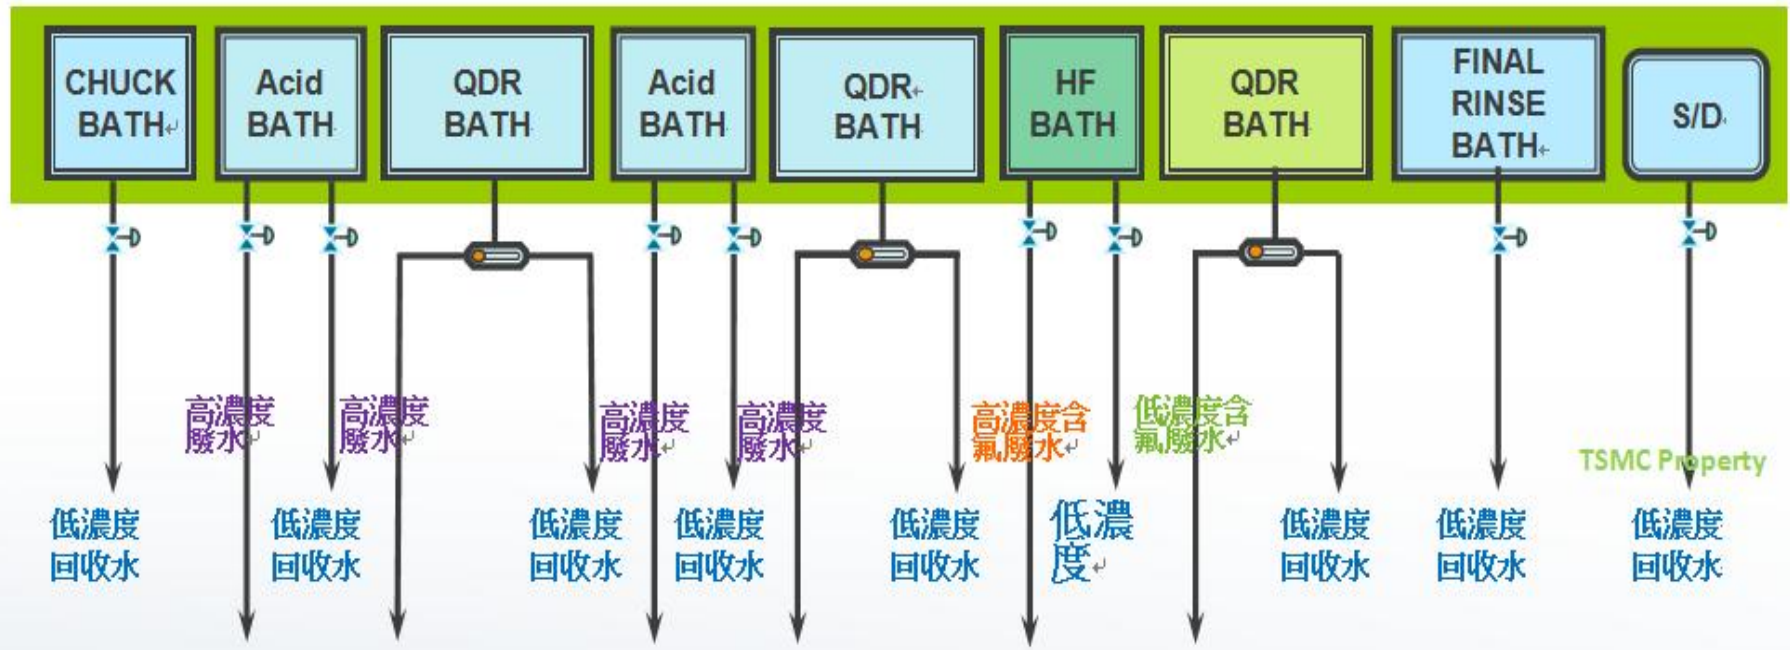 CHUCK
BATH
Acid
BATH
QDR
BATH
Acid
BATH
QDR
BATH
HF
BATH
QDR
BATH
FINAL
RINSE
BATH
S/D
高濃度
廢水
高濃度
廢水
高濃度
廢水
高濃度
廢水
高濃度含
氟廢水
低濃度含
氟廢水
TSMC Property
低濃度
回收水
低濃度
回收水
低濃度
回收水
低濃度
回收水
低濃度
回收水
低濃
度
低濃度
回收水
低濃度
回收水
低濃度
回收水